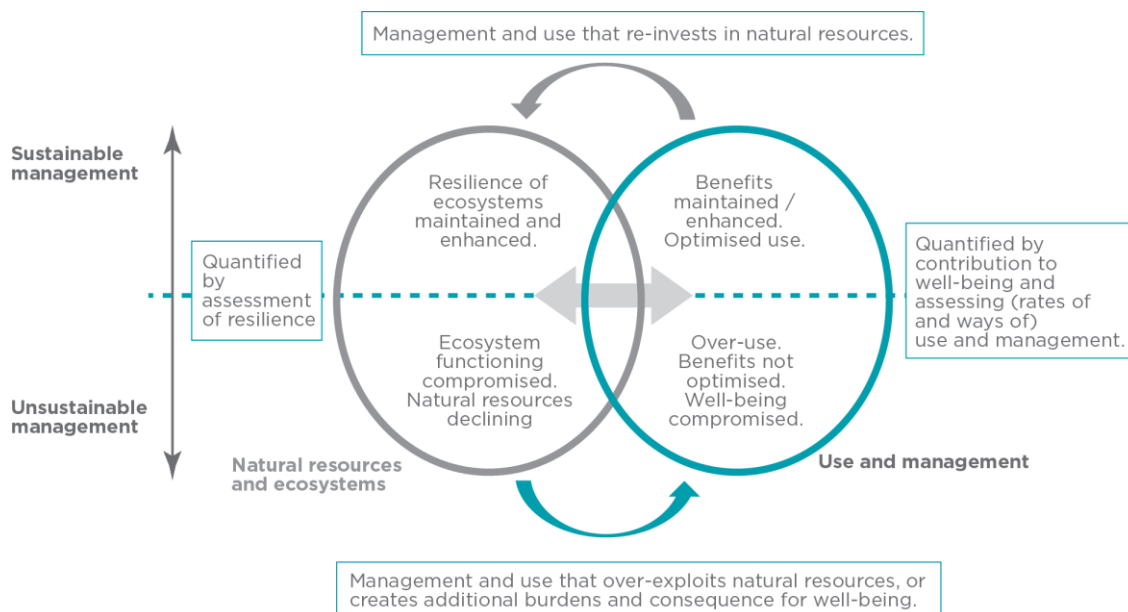 Management and use that re-invests in natural resources.
Sustainable
management
Resilience of
ecosystems
maintained and
enhanced.
Benefits
maintained /
enhanced.
Optimised use.
Quantified
by
assessment
of resilience
Quantified by
contribution to
well-being and
assessing (rates of
and ways of)
use and management.
Ecosystem
functioning
compromised.
Natural resources
declining
Over-use.
Benefits not
optimised.
Well-being
compromised.
Unsustainable
management
Natural resources
and ecosystems
Use and management
Management and use that over-exploits natural resources, or
creates additional burdens and consequence for well-being.